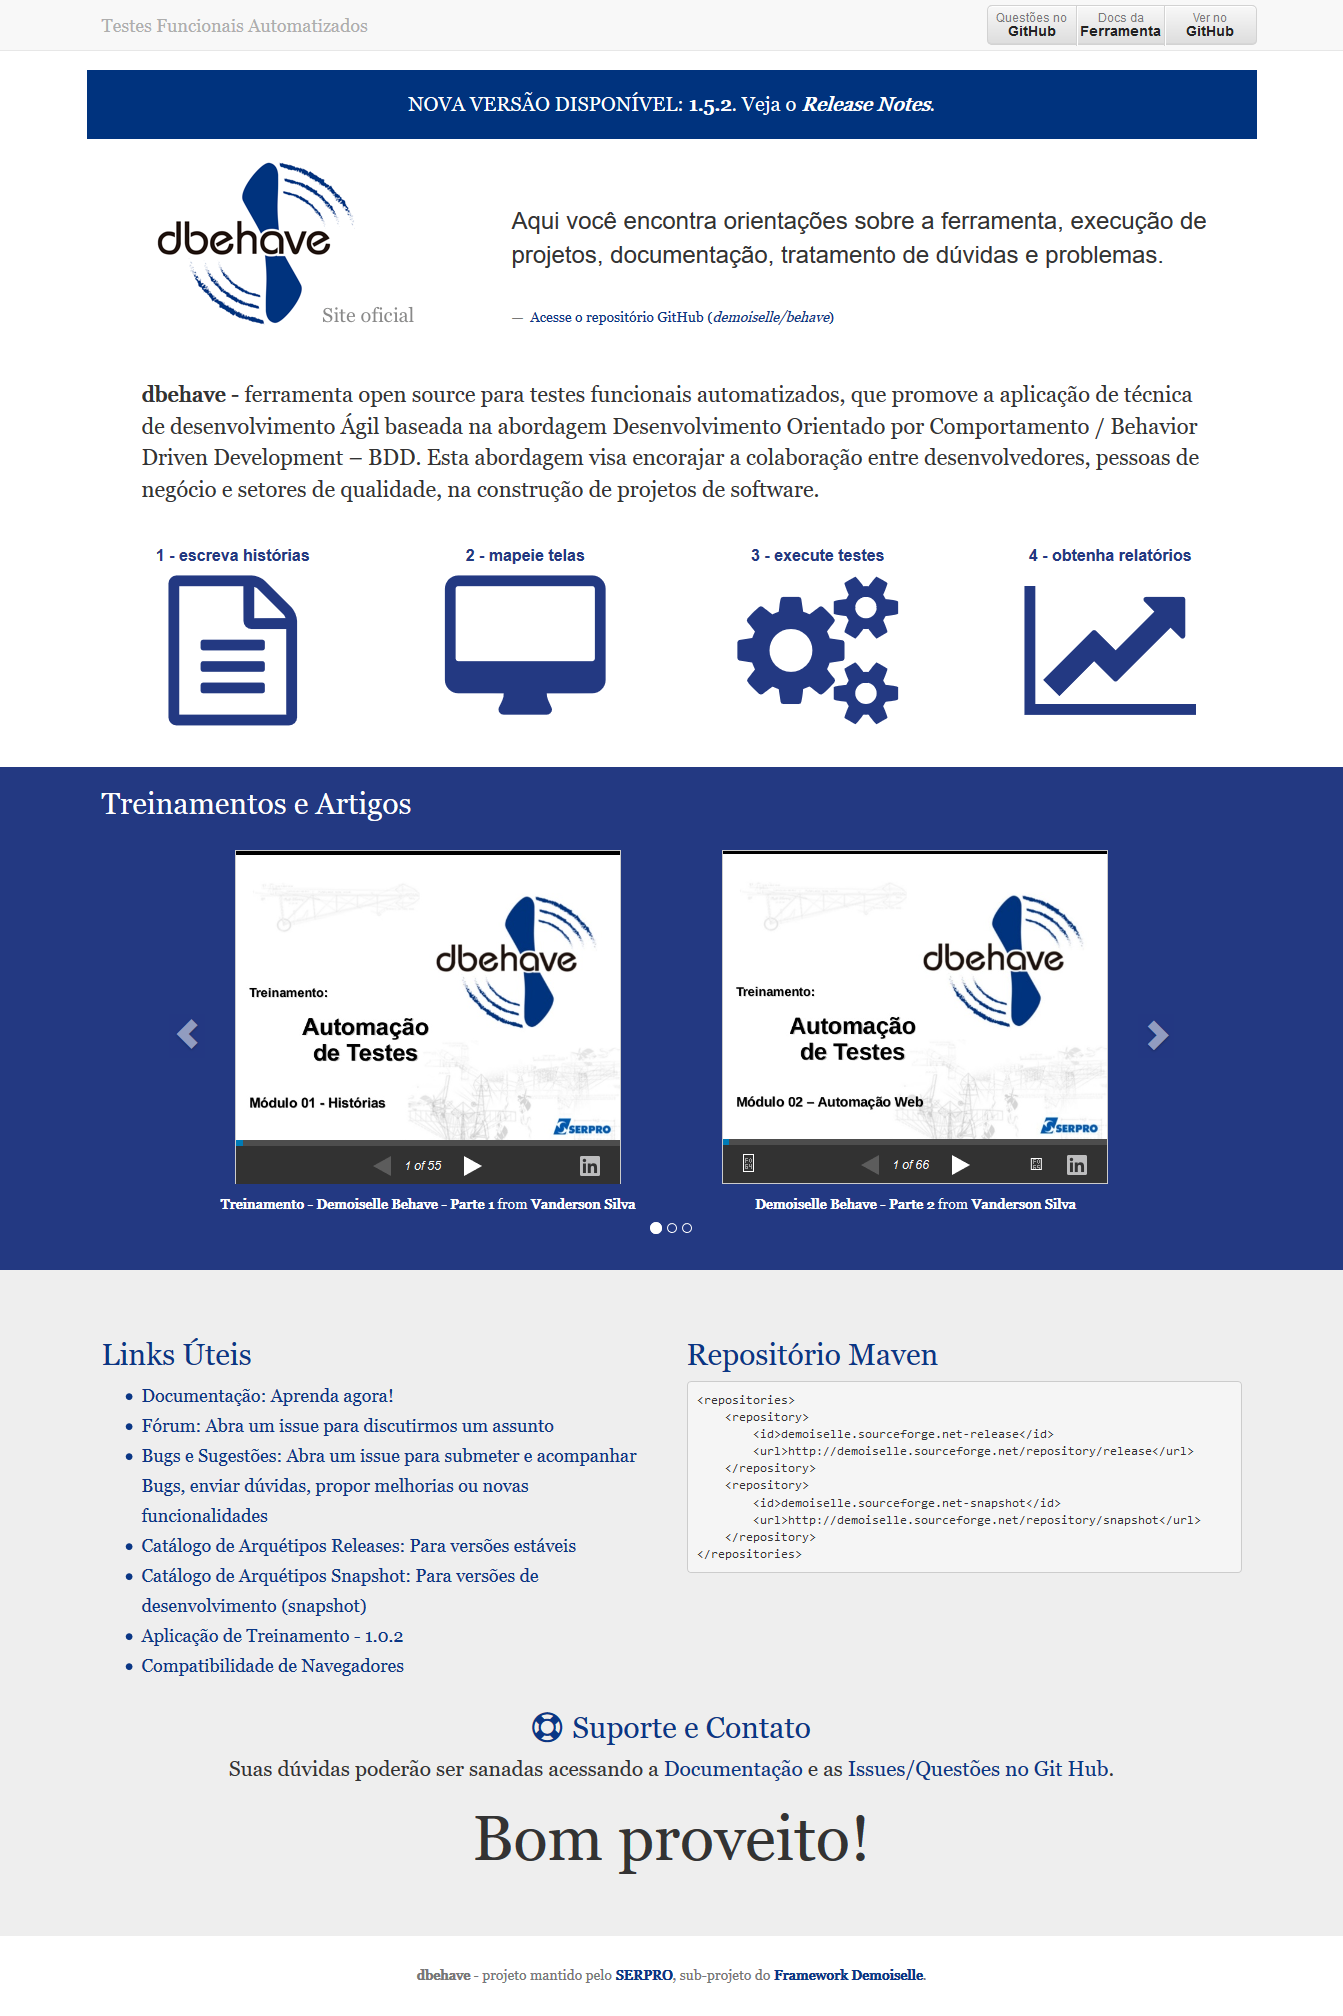 Testes Funcionais Automatizados
Questões no GitHub
Docs da Ferramenta
Ver no GitHub
NOVA VERSÃO DISPONÍVEL: 1.5.2. Veja o Release Notes.
dbehave
Site oficial
Aqui você encontra orientações sobre a ferramenta, execução de
projetos, documentação, tratamento de dúvidas e problemas.
— Acesse o repositório GitHub (demoiselle/behave)
dbehave - ferramenta open source para testes funcionais automatizados, que promove a aplicação de técnica
de desenvolvimento Ágil baseada na abordagem Desenvolvimento Orientado por Comportamento / Behavior
Driven Development – BDD. Esta abordagem visa encorajar a colaboração entre desenvolvedores, pessoas de
negócio e setores de qualidade, na construção de projetos de software.
1 - escreva histórias
2 - mapeie telas
3 - execute testes
4 - obtenha relatórios
Treinamentos e Artigos
dbehave
Treinamento:
Automação
de Testes
Módulo 01 - Histórias
SERPRO
1 of 55
in
Treinamento - Demoiselle Behave - Parte 1 from Vanderson Silva
dbehave
Treinamento:
Automação
de Testes
Módulo 02 – Automação Web
SERPRO
1 of 66
in
Demoiselle Behave - Parte 2 from Vanderson Silva
Links Úteis
Documentação: Aprenda agora!
Fórum: Abra um issue para discutirmos um assunto
Bugs e Sugestões: Abra um issue para submeter e acompanhar
Bugs, enviar dúvidas, propor melhorias ou novas
funcionalidades
Catálogo de Arquétipos Releases: Para versões estáveis
Catálogo de Arquétipos Snapshot: Para versões de
desenvolvimento (snapshot)
Aplicação de Treinamento - 1.0.2
Compatibilidade de Navegadores
Repositório Maven
<repositories>
<repository>
<id>demoiselle.sourceforge.net-release</id>
<url>http://demoiselle.sourceforge.net/repository/release</url>
</repository>
<repository>
<id>demoiselle.sourceforge.net-snapshot</id>
<url>http://demoiselle.sourceforge.net/repository/snapshot</url>
</repository>
</repositories>
Suporte e Contato
Suas dúvidas poderão ser sanadas acessando a Documentação e as Issues/Questões no Git Hub.
Bom proveito!
dbehave - projeto mantido pelo SERPRO, sub-projeto do Framework Demoiselle.